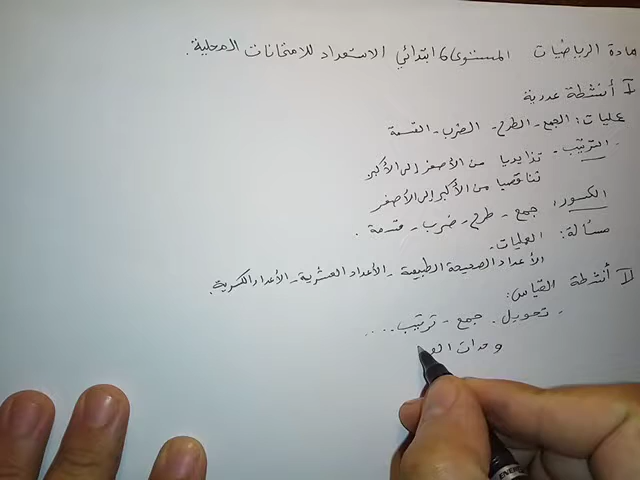 مادة الرياضيات المستوى 6 ابتدائي الاستعداد للامتحانات المحلية.
I أنشطة عددية
عمليات: الجمع - الطرح - الضرب - القسمة
- الترتيب - تزايديا من الأصغر إلى الأكبر
تناقصيا من الأكبر إلى الأصغر
الكسور: جمع - طرح - ضرب - قسمة.
مسألة: العمليات.
الأعداد الصحيحة الطبيعية - الأعداد العشرية - الأعداد الكسرية.
II أنشطة القياس:
- تحويل. جمع - ترتيب....
وحدات